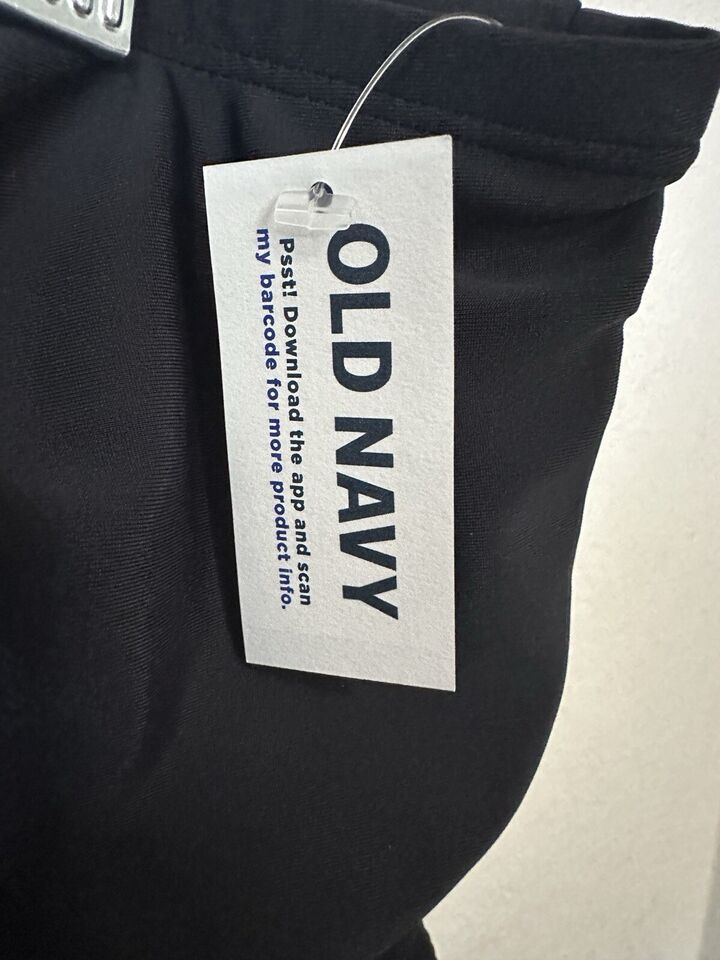 OLD NAVY
Psst! Download the app and scan
my barcode for more product info.